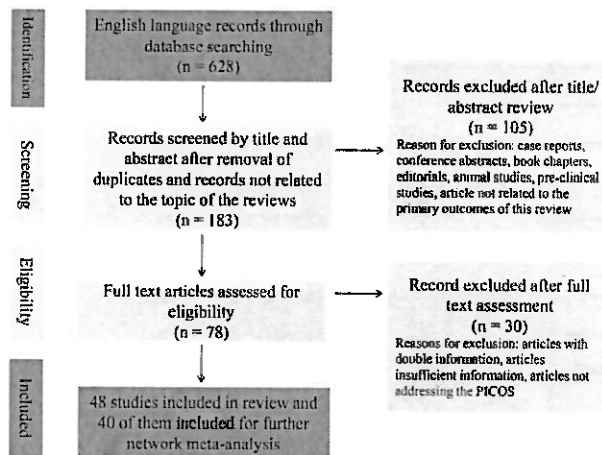 Identification
English language records through
database searching
(n = 628)
Screening
Records screened by title and
abstract after removal of
duplicates and records not related
to the topic of the reviews
(n = 183)
Records excluded after title/
abstract review
(n = 105)
Reason for exclusion: case reports,
conference abstracts, book chapters,
editorials, animal studies, pre-clinical
studies, article not related to the
primary outcomes of this review
Eligibility
Full text articles assessed for
eligibility
(n = 78)
Record excluded after full
text assessment
(n = 30)
Reasons for exclusion: articles with
double information, articles
insufficient information, articles not
addressing the PICOS
Included
48 studies included in review and
40 of them included for further
network meta-analysis